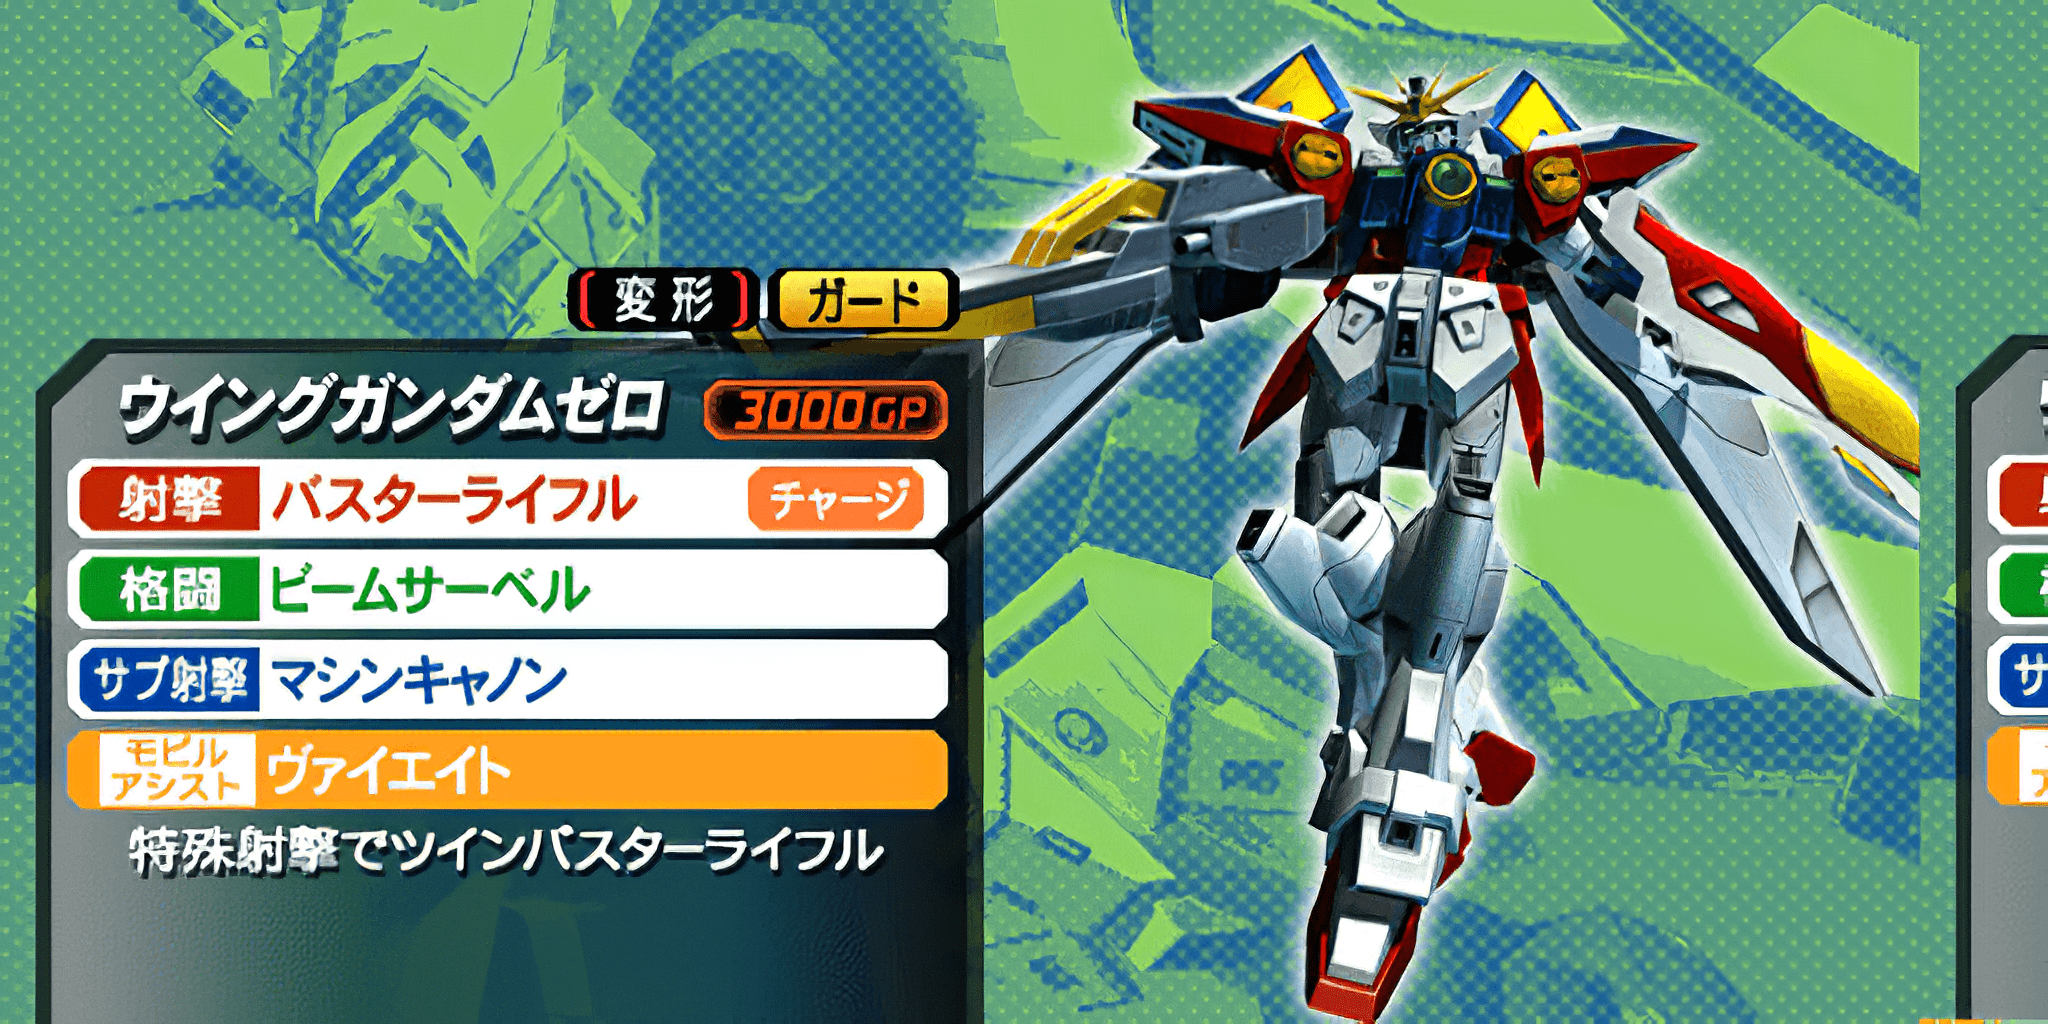 変形 ガード
ウイングガンダムゼロ 3000GP
射撃 バスターライフル チャージ
格闘 ビームサーベル
サブ射撃 マシンキャノン
モビルアシスト ヴァイエイト
特殊射撃でツインバスターライフル